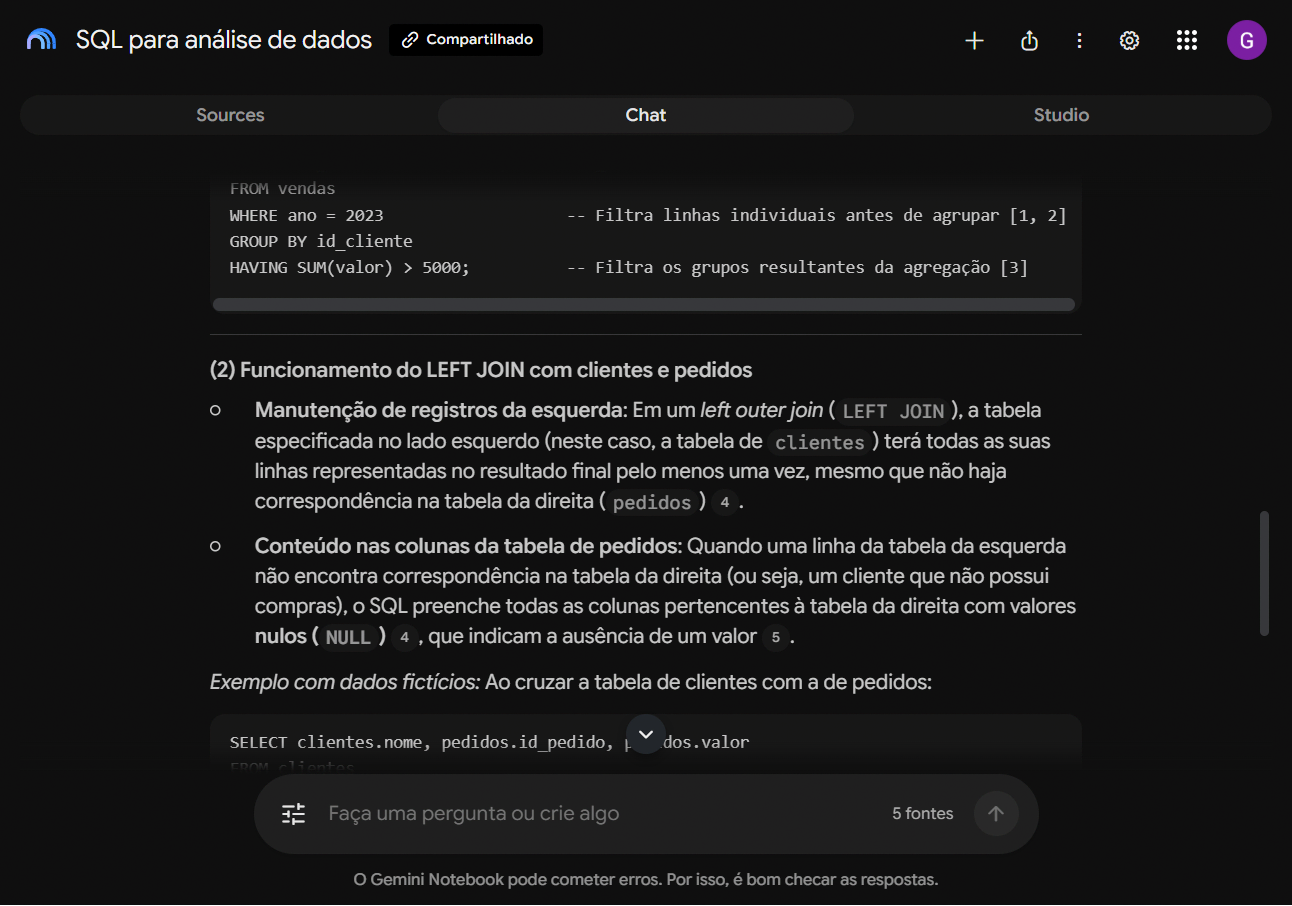 SQL para análise de dados
Compartilhado
G
Sources
Chat
Studio
FROM vendas
WHERE ano = 2023 -- Filtra linhas individuais antes de agrupar [1, 2]
GROUP BY id_cliente
HAVING SUM(valor) > 5000; -- Filtra os grupos resultantes da agregação [3]
(2) Funcionamento do LEFT JOIN com clientes e pedidos
Manutenção de registros da esquerda: Em um left outer join ( LEFT JOIN ), a tabela
especificada no lado esquerdo (neste caso, a tabela de clientes ) terá todas as suas
linhas representadas no resultado final pelo menos uma vez, mesmo que não haja
correspondência na tabela da direita ( pedidos ) 4 .
Conteúdo nas colunas da tabela de pedidos: Quando uma linha da tabela da esquerda
não encontra correspondência na tabela da direita (ou seja, um cliente que não possui
compras), o SQL preenche todas as colunas pertencentes à tabela da direita com valores
nulos ( NULL ) 4 , que indicam a ausência de um valor 5 .
Exemplo com dados fictícios: Ao cruzar a tabela de clientes com a de pedidos:
SELECT clientes.nome, pedidos.id_pedido, p dos.valor
FROM clientes
Faça uma pergunta ou crie algo
5 fontes
O Gemini Notebook pode cometer erros. Por isso, é bom checar as respostas.